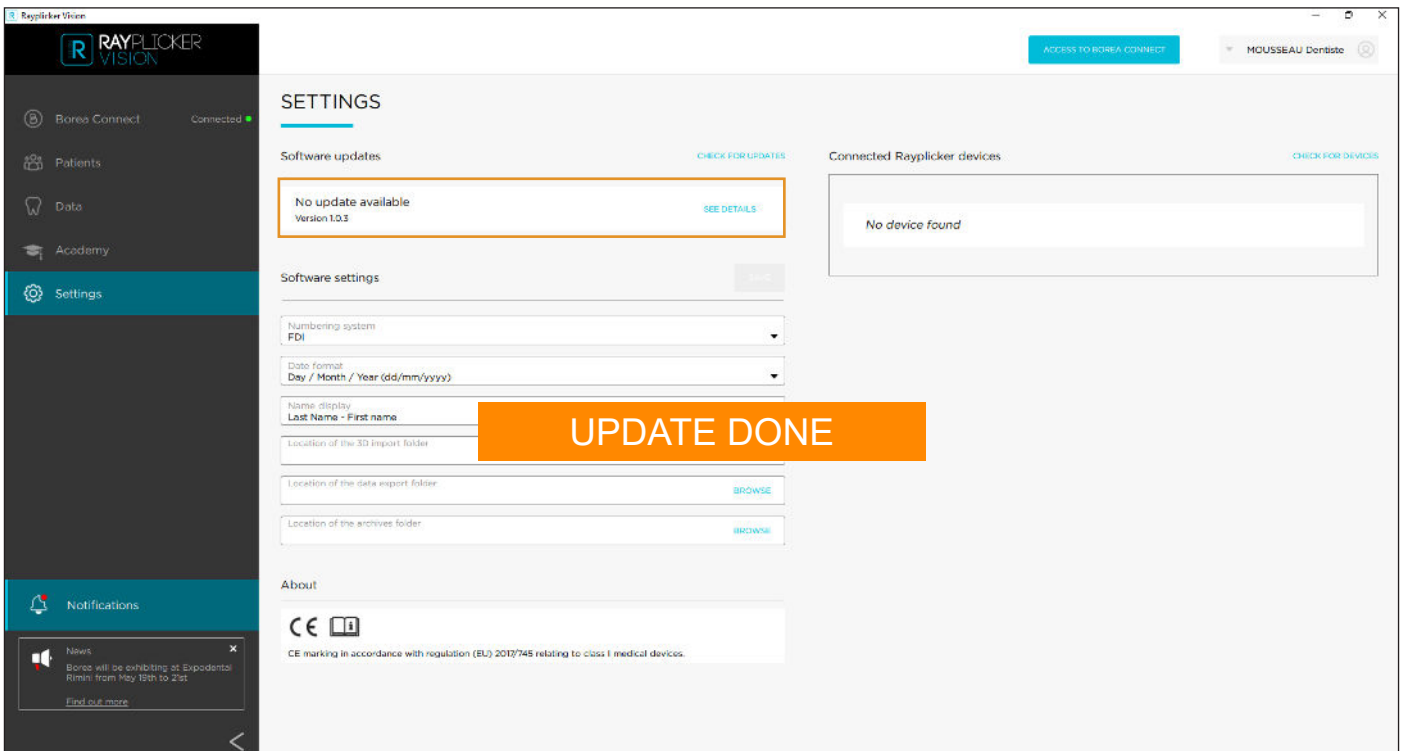 Rayplicker Vision
RAYPLICKER
VISION
ACCESS TO BOREA CONNECT
MOUSSEAU Dentiste
Borea Connect
Connected
Patients
Data
Academy
Settings
Notifications
News
Borea will be exhibiting at Expodental
Rimini from May 19th to 21st
Find out more
SETTINGS
Software updates
CHECK FOR UPDATES
No update available
Version 1.0.3
SEE DETAILS
Software settings
Numbering system
FDI
Date format
Day / Month / Year (dd/mm/yyyy)
Name display
Last Name - First name
UPDATE DONE
Location of the 3D import folder
Location of the data export folder
BROWSE
Location of the archives folder
BROWSE
About
CE
CE marking in accordance with regulation (EU) 2017/745 relating to class I medical devices.
Connected Rayplicker devices
CHECK FOR DEVICES
No device found